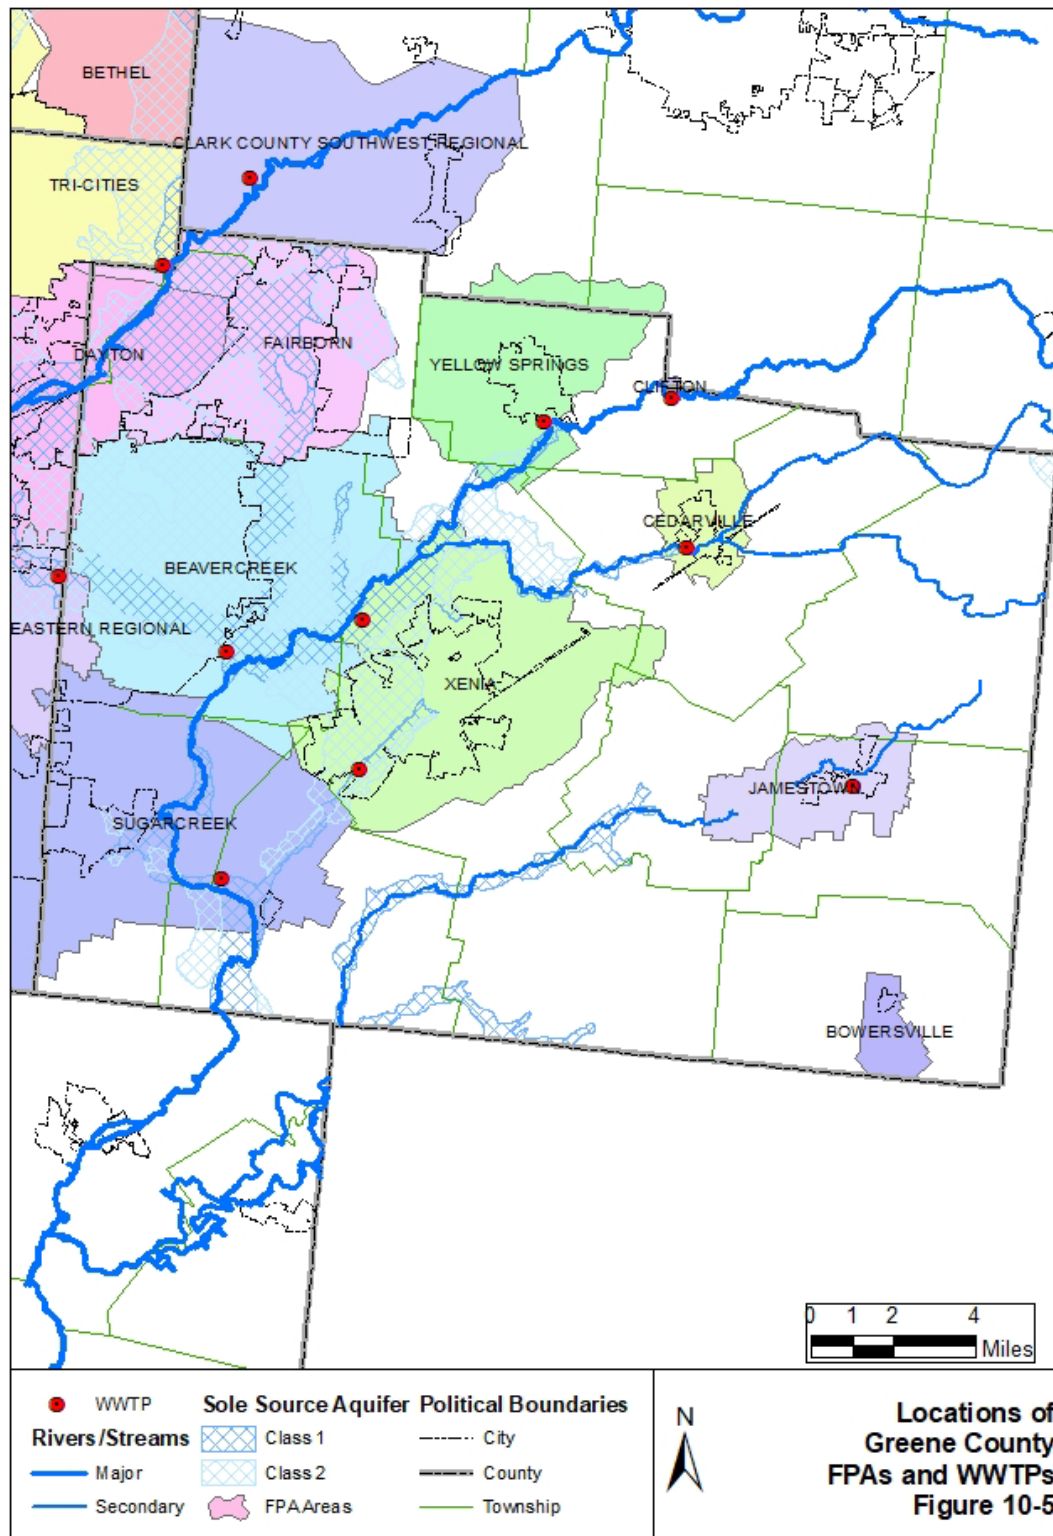 BETHEL
CLARK COUNTY SOUTHWEST REGIONAL
TRI-CITIES
DAYTON
FAIRBORN
YELLOW SPRINGS
CLIFTON
CEDARVILLE
BEAVERCREEK
EASTERN REGIONAL
XENIA
JAMESTOWN
SUGARCREEK
BOWERSVILLE
0 1 2 4
Miles
WWTP
Rivers/Streams
Major
Secondary
Sole Source Aquifer
Class 1
Class 2
FPA Areas
Political Boundaries
City
County
Township
N
Locations of
Greene County
FPAs and WWTPs
Figure 10-5